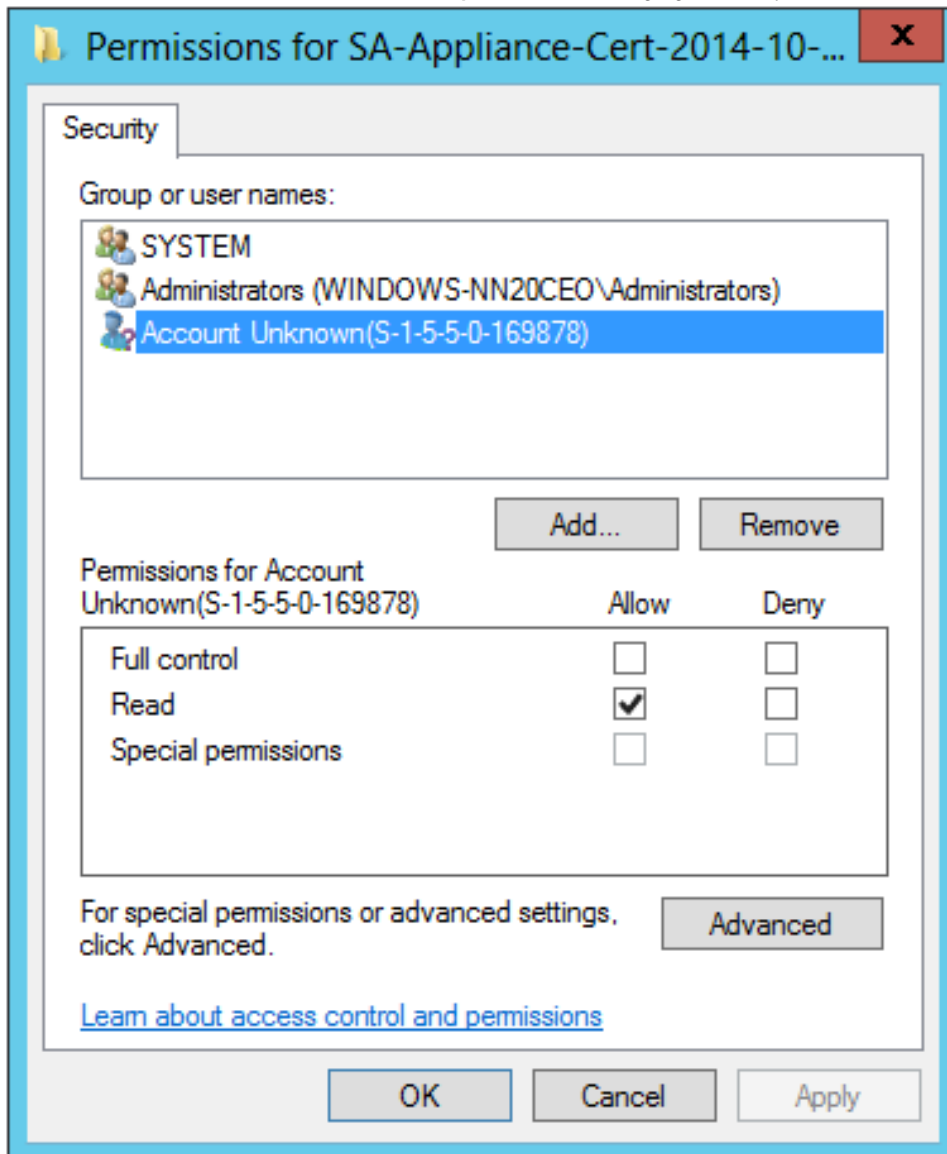 Permissions for SA-Appliance-Cert-2014-10-...
x
Security
Group or user names:
SYSTEM
Administrators (WINDOWS-NN20CEO\Administrators)
Account Unknown(S-1-5-5-0-169878)
Add... Remove
Permissions for Account
Unknown(S-1-5-5-0-169878) Allow Deny
Full control
Read
Special permissions
For special permissions or advanced settings,
click Advanced.
Advanced
Learn about access control and permissions
OK Cancel Apply